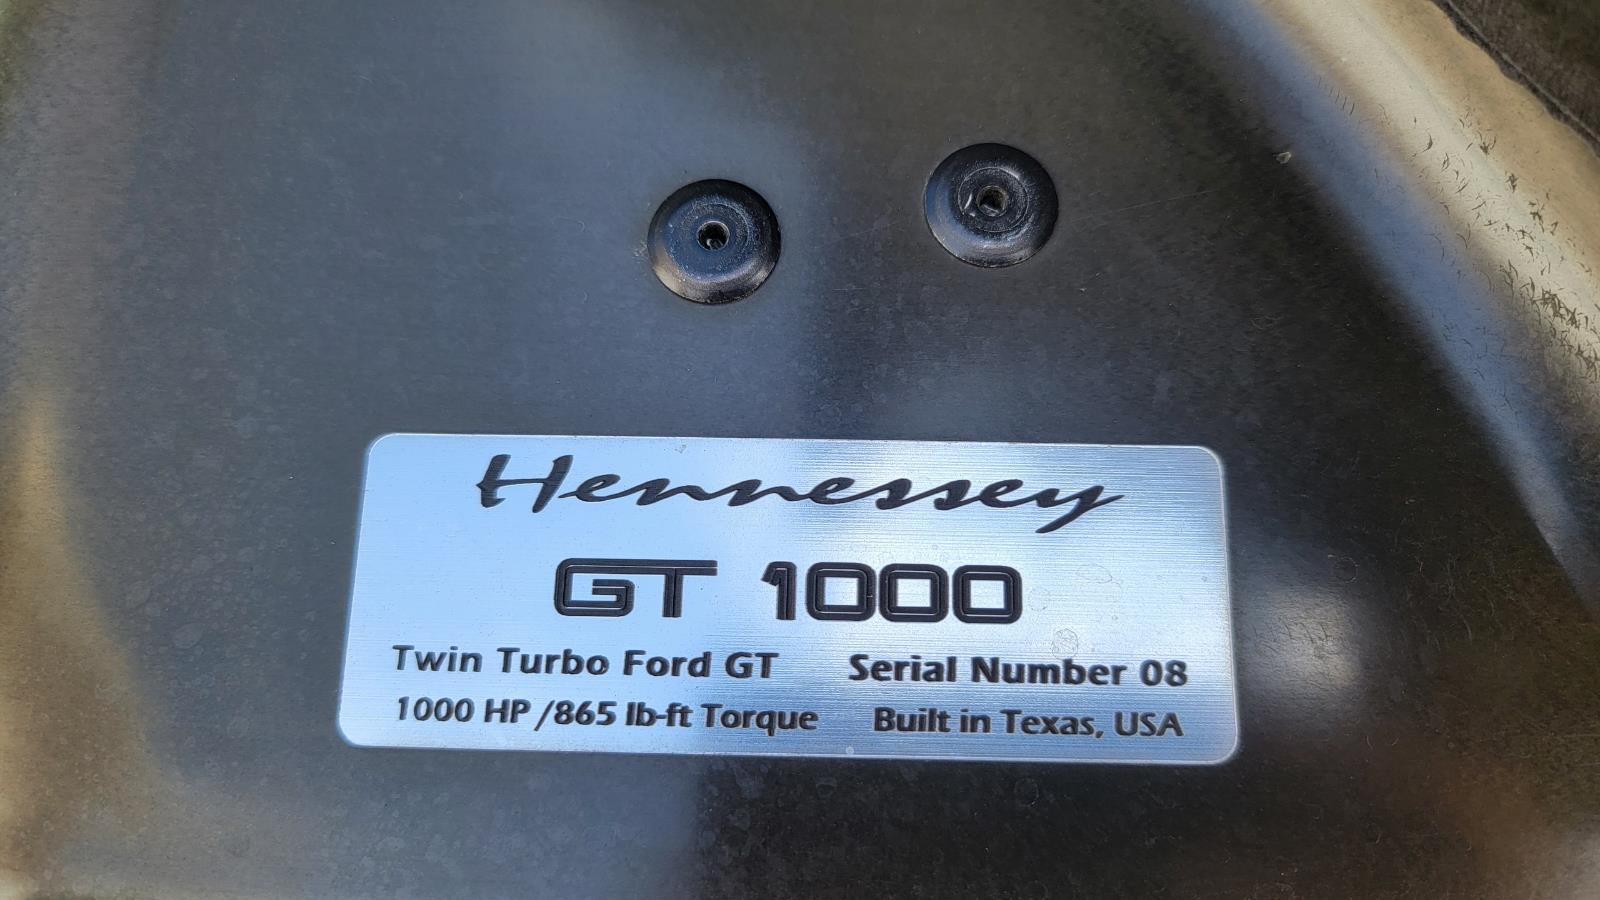 Hennessey
GT 1000
Twin Turbo Ford GT Serial Number 08
1000 HP /865 lb-ft Torque Built in Texas, USA